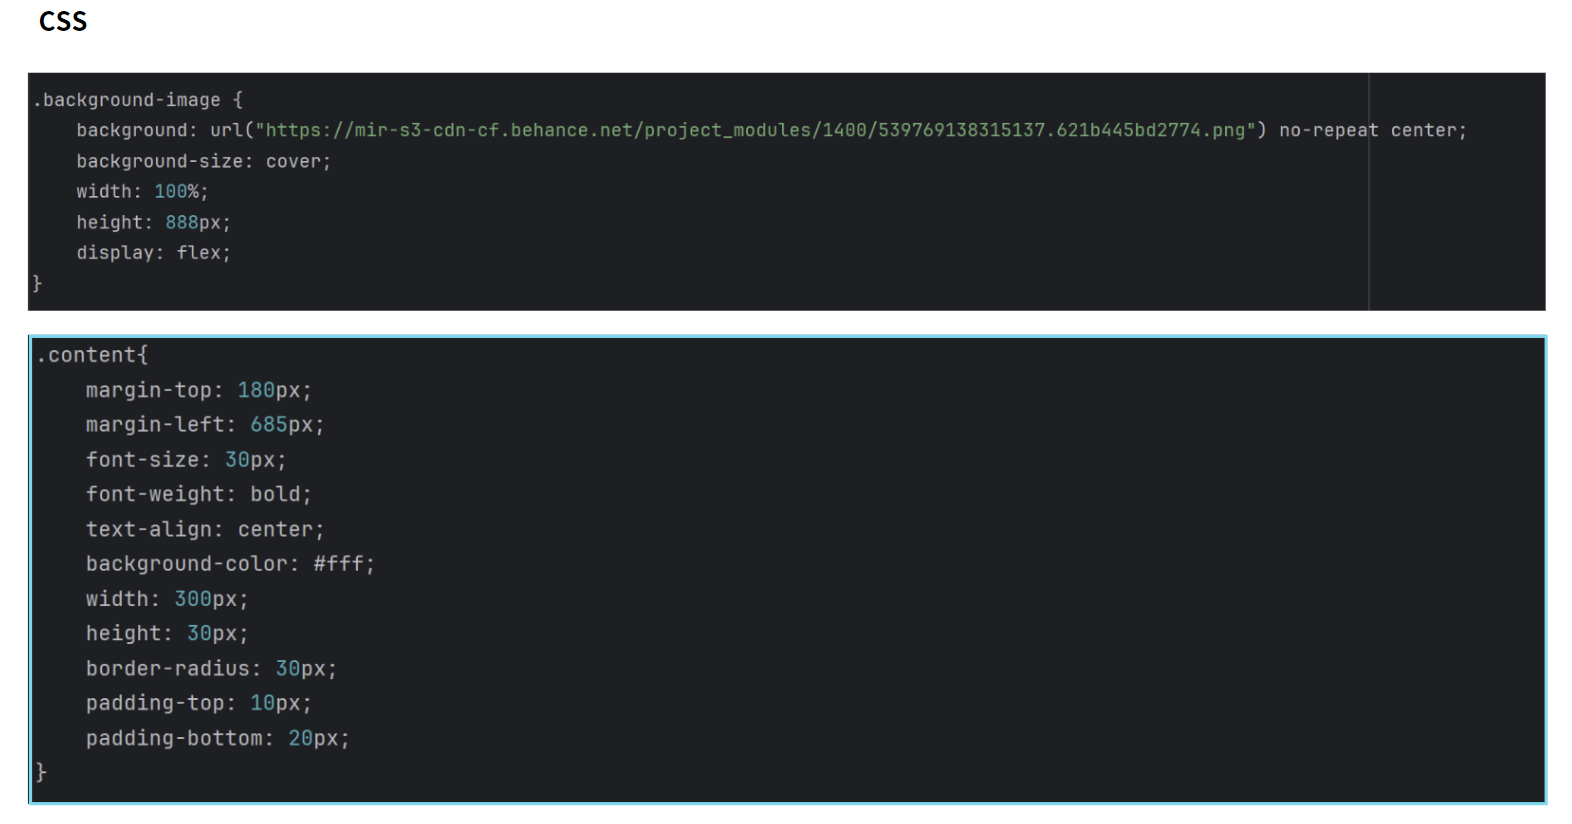 CSS
.background-image {
    background: url("https://mir-s3-cdn-cf.behance.net/project_modules/1400/539769138315137.621b445bd2774.png") no-repeat center;
    background-size: cover;
    width: 100%;
    height: 888px;
    display: flex;
}
.content{
    margin-top: 180px;
    margin-left: 685px;
    font-size: 30px;
    font-weight: bold;
    text-align: center;
    background-color: #fff;
    width: 300px;
    height: 30px;
    border-radius: 30px;
    padding-top: 10px;
    padding-bottom: 20px;
}